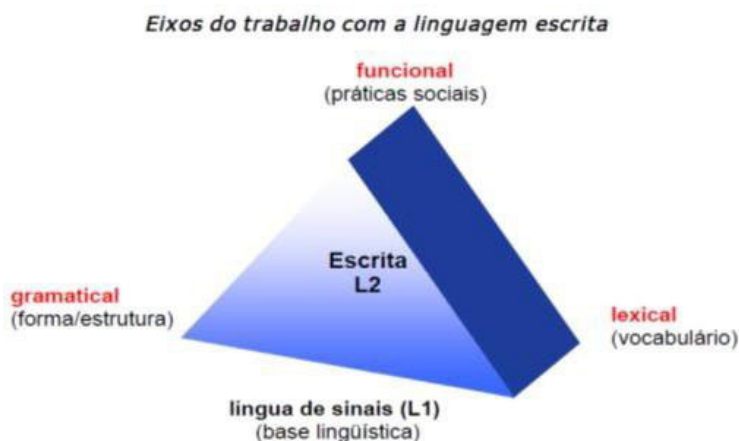 Eixos do trabalho com a linguagem escrita
funcional
(práticas sociais)
Escrita
L2
gramatical
(forma/estrutura)
lexical
(vocabulário)
língua de sinais (L1)
(base lingüística)